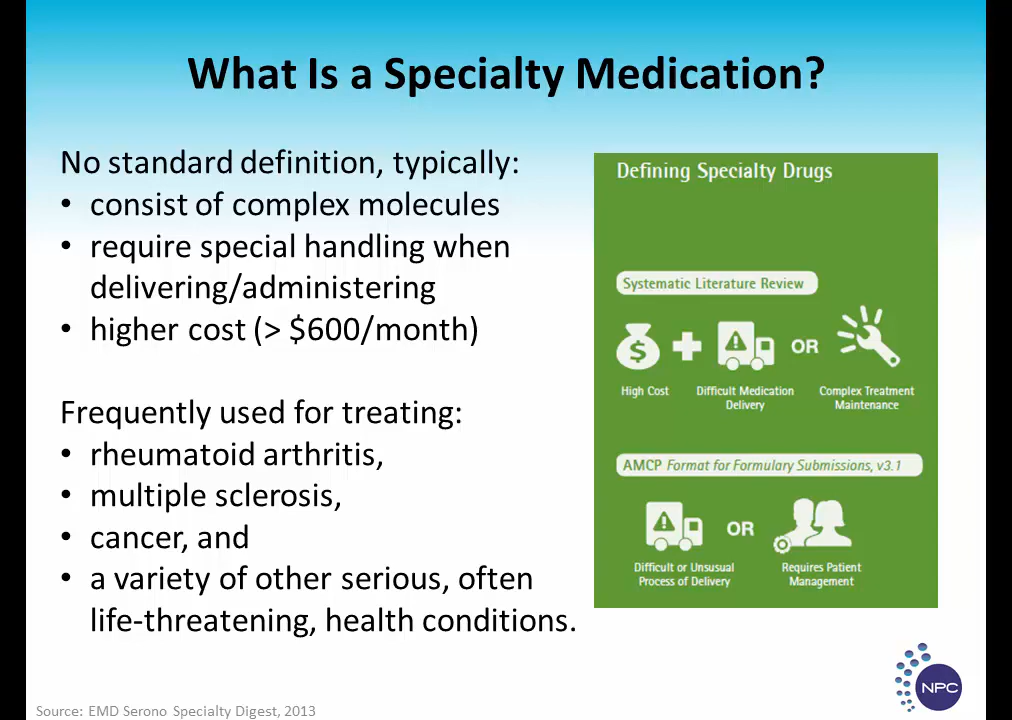 What Is a Specialty Medication?
No standard definition, typically:
• consist of complex molecules
• require special handling when
delivering/administering
• higher cost (> $600/month)
Frequently used for treating:
• rheumatoid arthritis,
• multiple sclerosis,
• cancer, and
• a variety of other serious, often
life-threatening, health conditions.
Defining Specialty Drugs
Systematic Literature Review
$
OR
High Cost
Difficult Medication
Delivery
Complex Treatment
Maintenance
AMCP Format for Formulary Submissions, v3.1
OR
Difficult or Unusual
Process of Delivery
Requires Patient
Management
NPC
Source: EMD Serono Specialty Digest, 2013